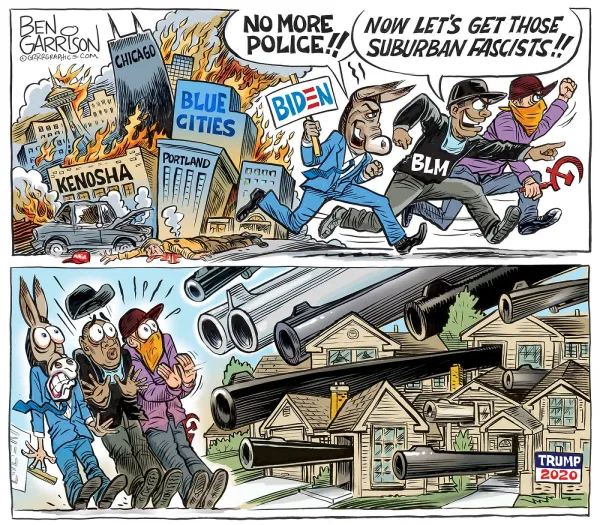 BEN
GARRISON
©GRRRGRAPHICS.COM
NO MORE
POLICE!!
NOW LET'S GET THOSE
SUBURBAN FASCISTS!!
CHICAGO
BLUE
CITIES
BIDEN
PORTLAND
KENOSHA
BLM
TRUMP
2020